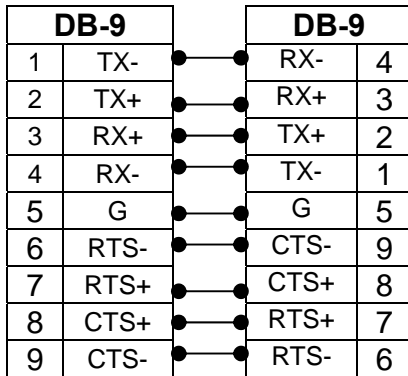 DB-9 DB-9
1 TX- RX- 4
2 TX+ RX+ 3
3 RX+ TX+ 2
4 RX- TX- 1
5 G G 5
6 RTS- CTS- 9
7 RTS+ CTS+ 8
8 CTS+ RTS+ 7
9 CTS- RTS- 6